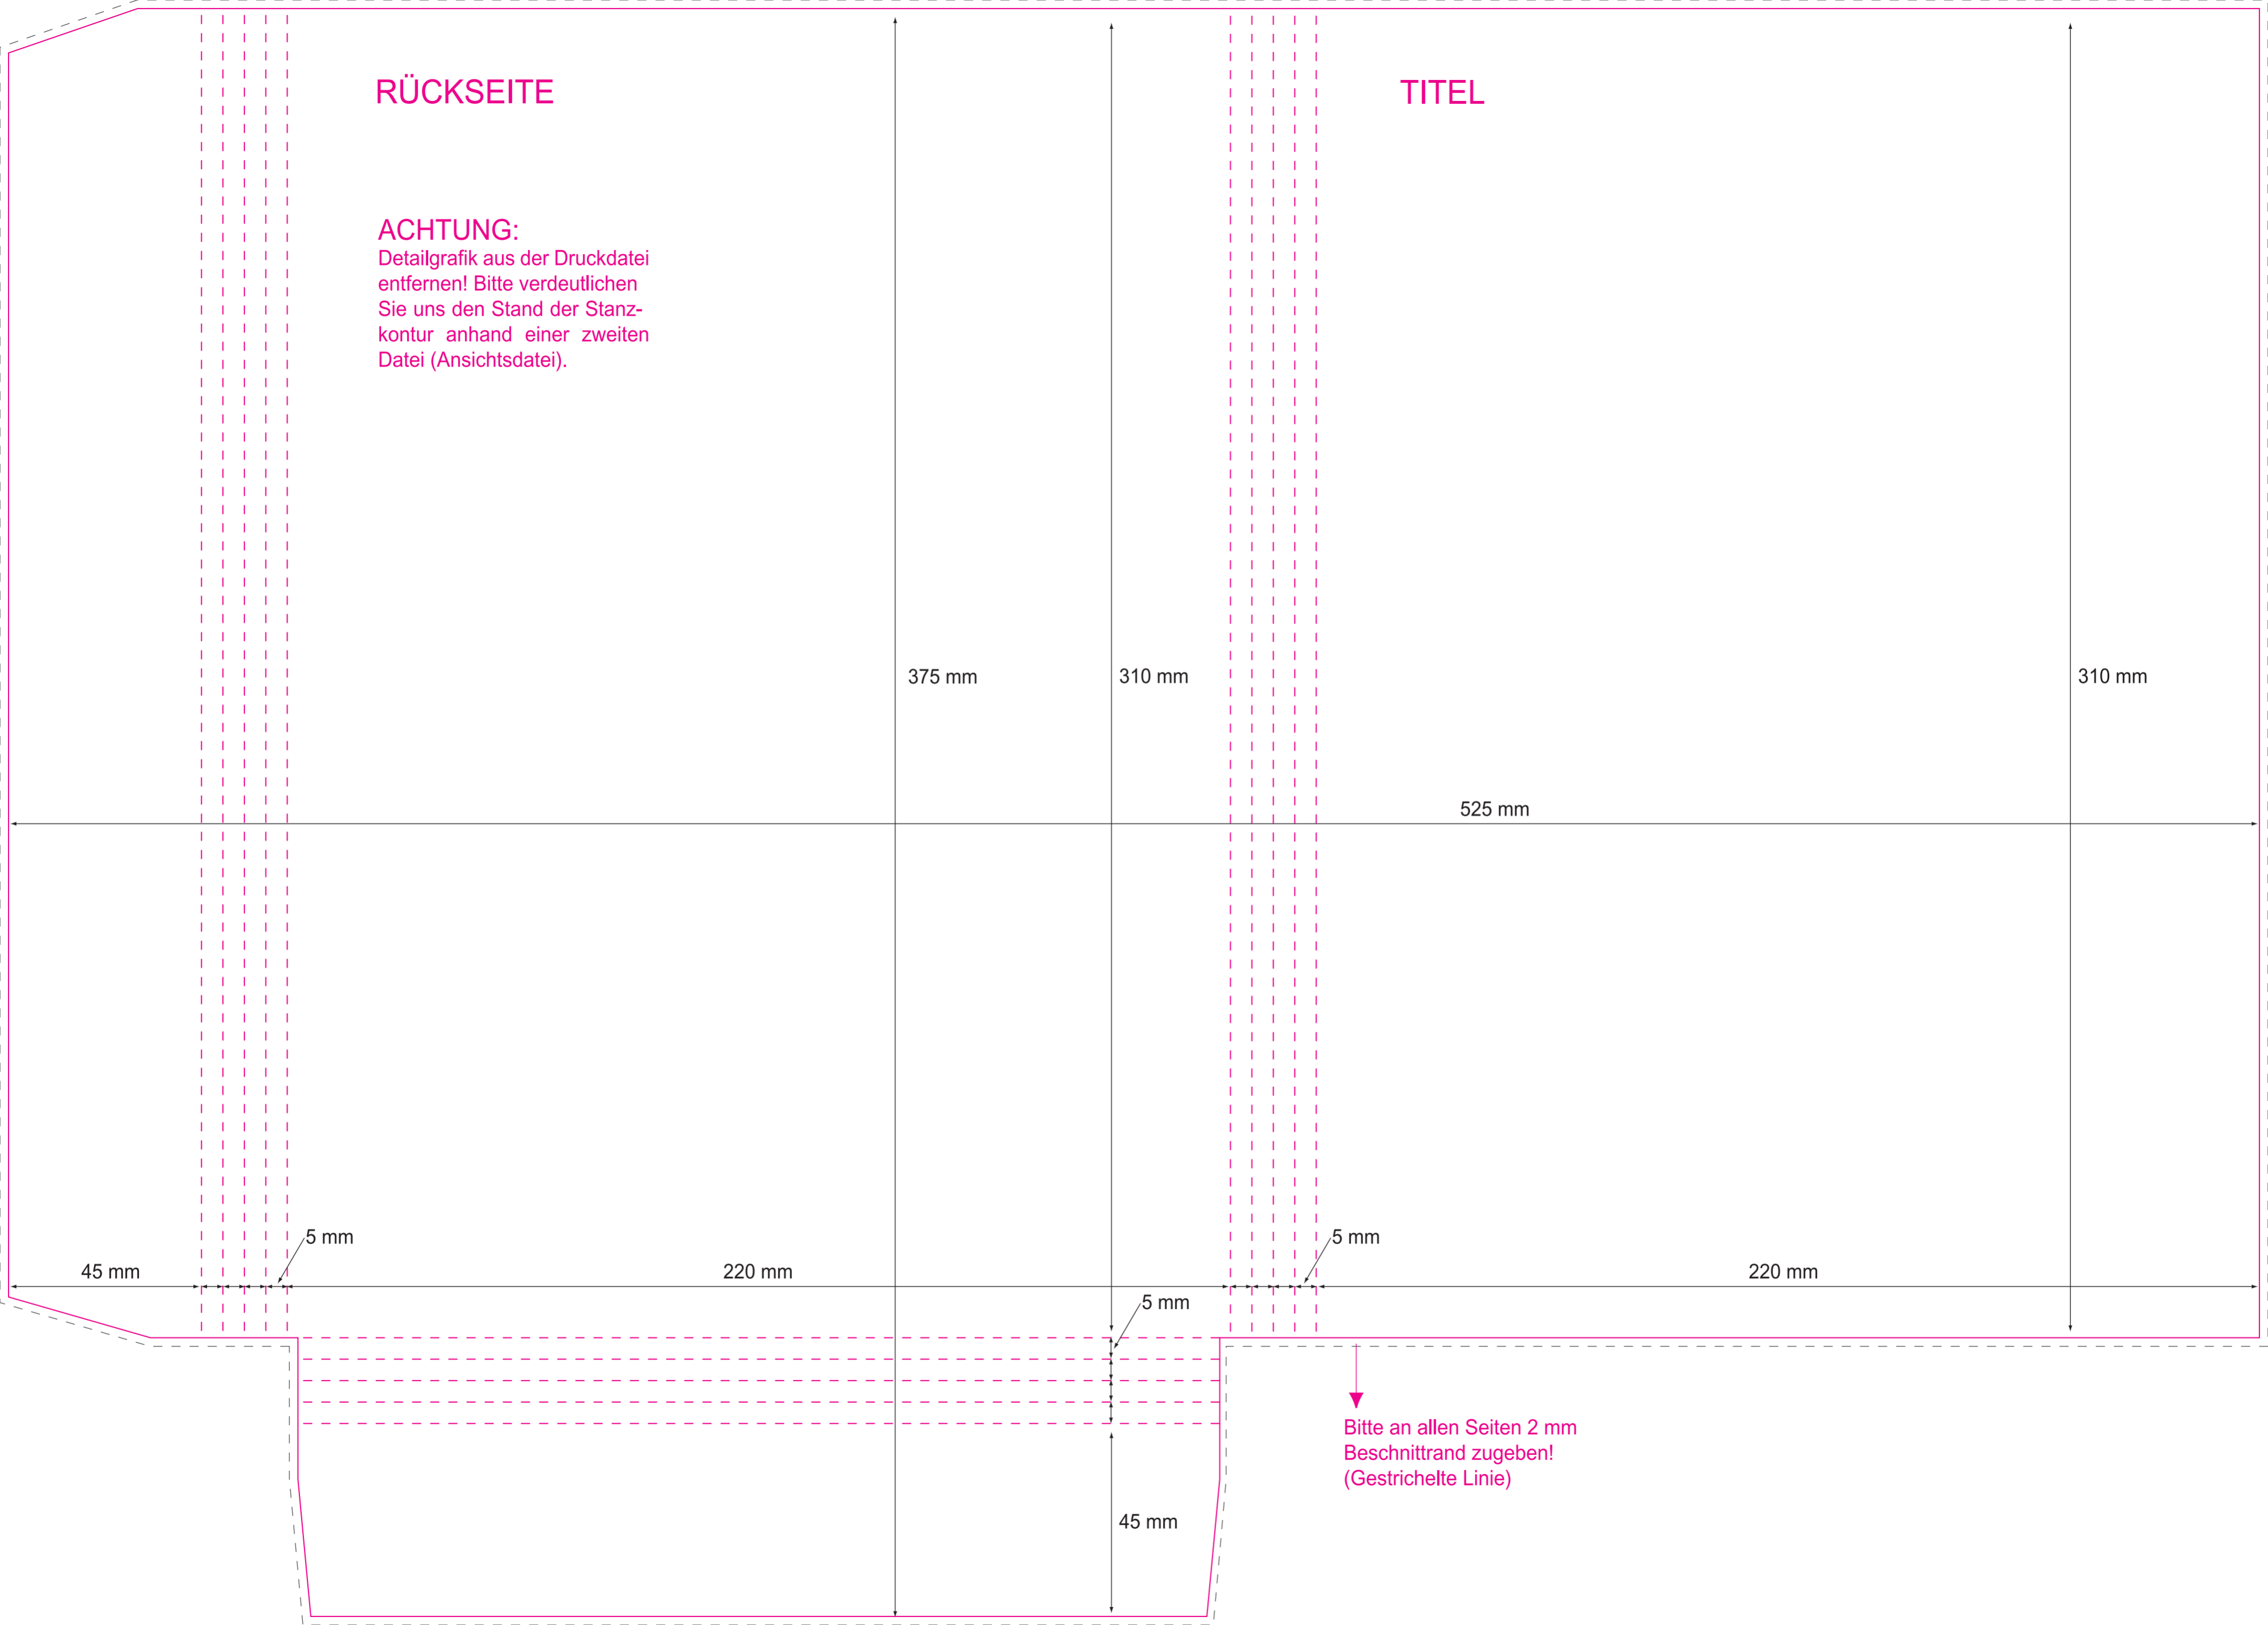 RÜCKSEITE
TITEL
ACHTUNG:
Detailgrafik aus der Druckdatei
entfernen! Bitte verdeutlichen
Sie uns den Stand der Stanz-
kontur anhand einer zweiten
Datei (Ansichtsdatei).
375 mm
310 mm
310 mm
525 mm
5 mm
5 mm
45 mm
220 mm
220 mm
5 mm
Bitte an allen Seiten 2 mm
Beschnittrand zugeben!
(Gestrichelte Linie)
45 mm